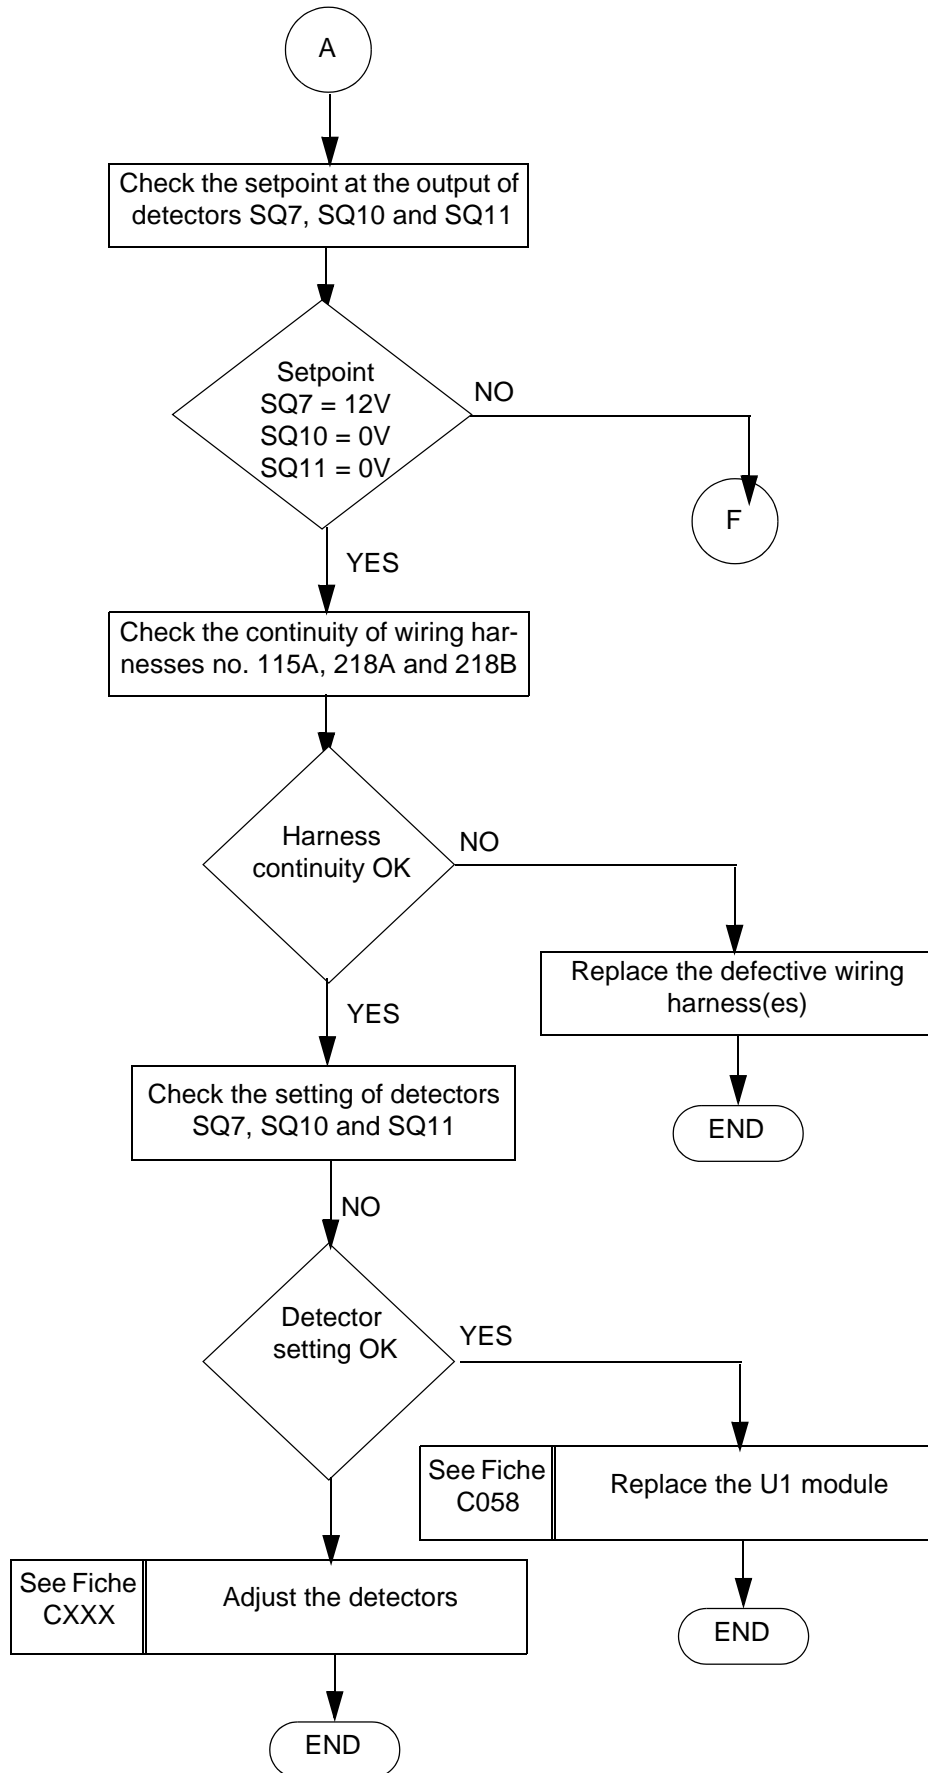 A
Check the setpoint at the output of
detectors SQ7, SQ10 and SQ11
Setpoint
SQ7 = 12V
SQ10 = 0V
SQ11 = 0V
NO
F
YES
Check the continuity of wiring har-
nesses no. 115A, 218A and 218B
Harness
continuity OK
NO
Replace the defective wiring
harness(es)
END
YES
Check the setting of detectors
SQ7, SQ10 and SQ11
NO
Detector
setting OK
YES
See Fiche
C058
Replace the U1 module
END
See Fiche
CXXX
Adjust the detectors
END